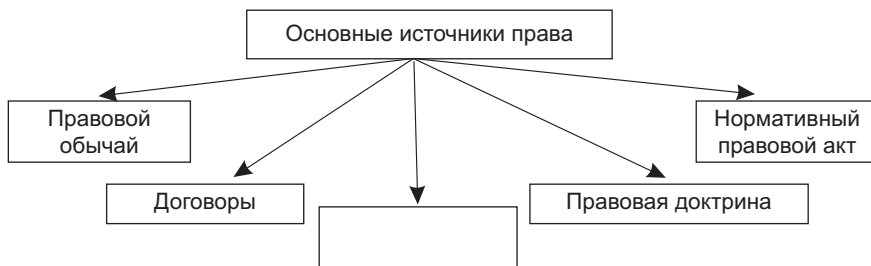 Основные источники права
Правовой
обычай
Нормативный
правовой акт
Договоры
Правовая доктрина